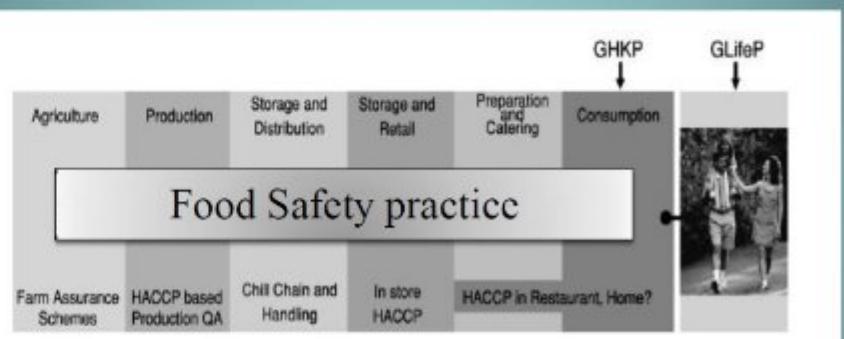 GHKP
GLifeP
Agriculture
Production
Storage and
Distribution
Storage and
Retail
Preparation
and
Catering
Consumption
Food Safety practice
Farm Assurance
Schemes
HACCP based
Production QA
Chill Chain and
Handling
In store
HACCP
HACCP in Restaurant, Home?